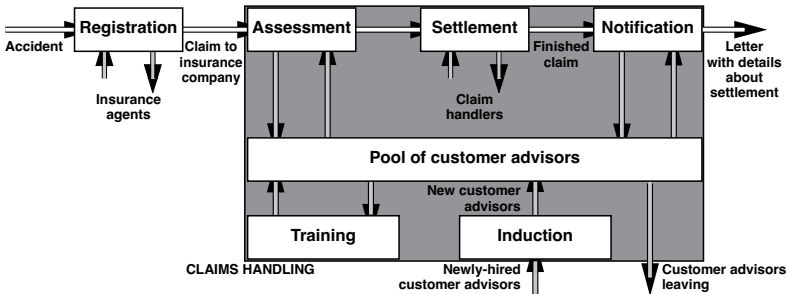 Registration
Assessment
Settlement
Notification
Accident
Claim to
insurance
company
Finished
claim
Letter
with details
about
settlement
Insurance
agents
Claim
handlers
Pool of customer advisors
New customer
advisors
Training
Induction
CLAIMS HANDLING
Newly-hired
customer advisors
Customer advisors
leaving